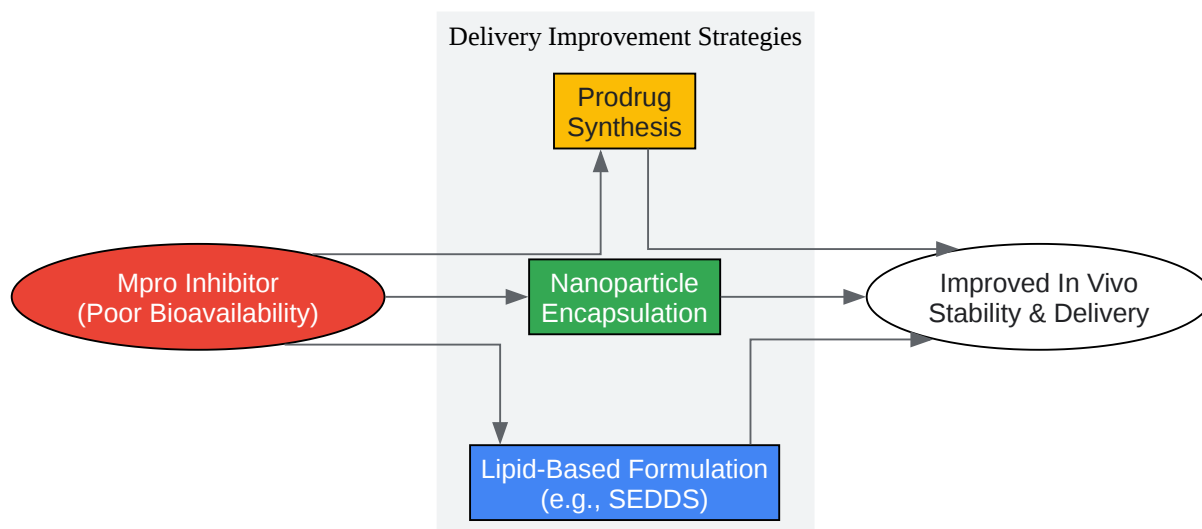 Delivery Improvement Strategies
Prodrug
Synthesis
Mpro Inhibitor
(Poor Bioavailability)
Nanoparticle
Encapsulation
Improved In Vivo
Stability & Delivery
Lipid-Based Formulation
(e.g., SEDDS)